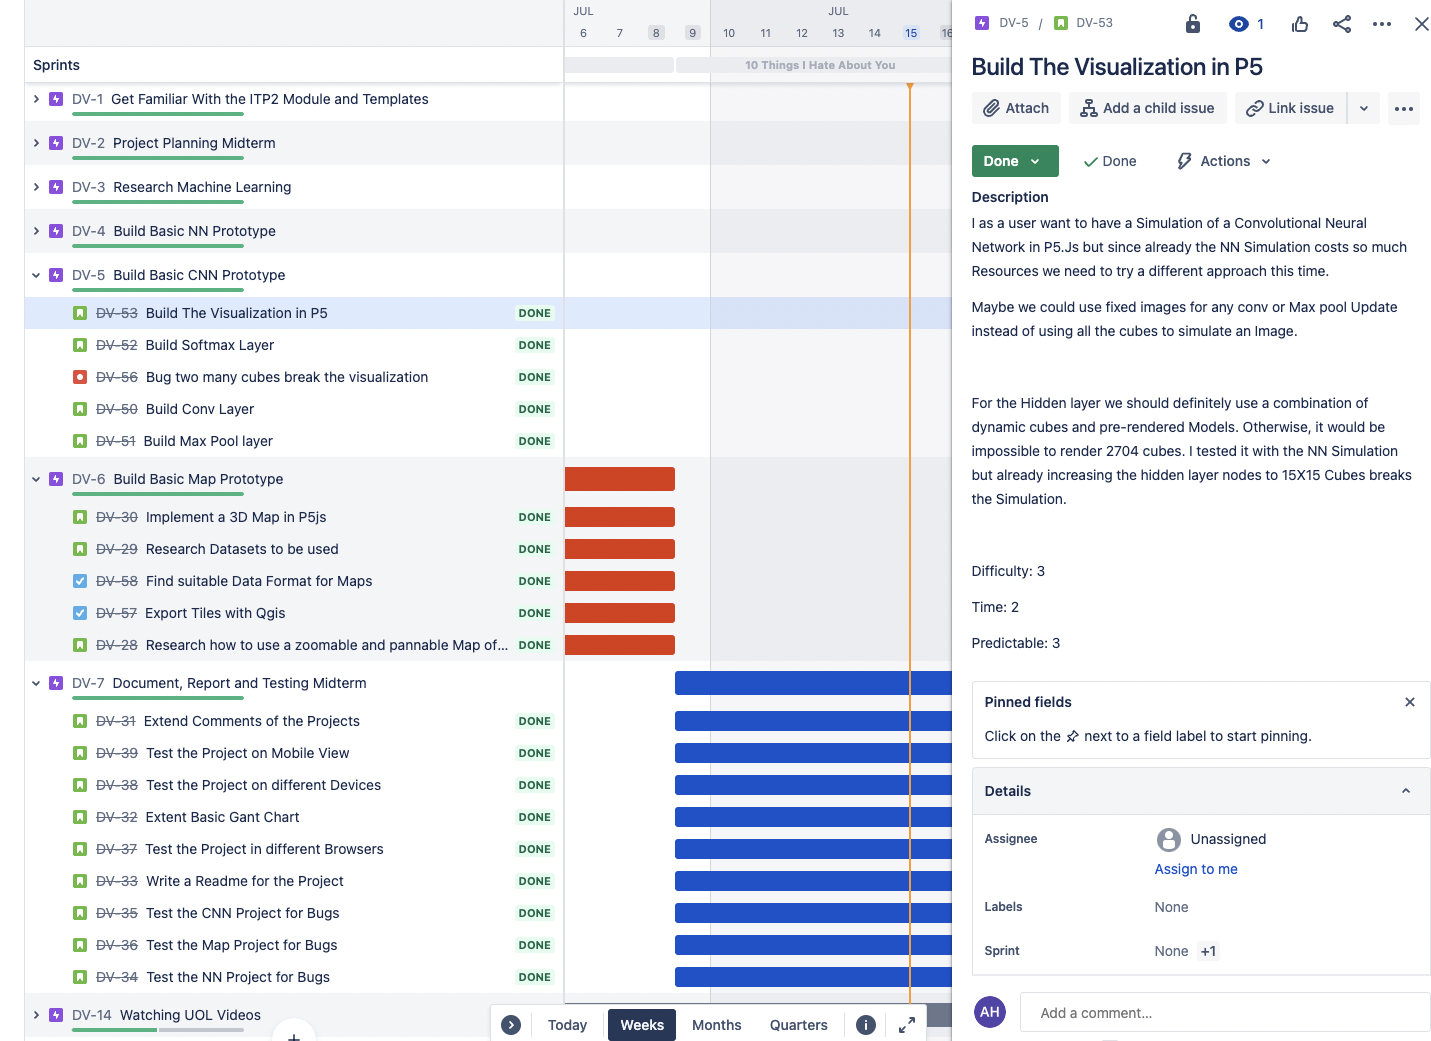 JUL
JUL
6 7 8 9 10 11 12 13 14 15 16
Sprints
10 Things I Hate About You
DV-1 Get Familiar With the ITP2 Module and Templates
DV-2 Project Planning Midterm
DV-3 Research Machine Learning
DV-4 Build Basic NN Prototype
DV-5 Build Basic CNN Prototype
DV-53 Build The Visualization in P5 DONE
DV-52 Build Softmax Layer DONE
DV-56 Bug two many cubes break the visualization DONE
DV-50 Build Conv Layer DONE
DV-51 Build Max Pool layer DONE
DV-6 Build Basic Map Prototype
DV-30 Implement a 3D Map in P5js DONE
DV-29 Research Datasets to be used DONE
DV-58 Find suitable Data Format for Maps DONE
DV-57 Export Tiles with Qgis DONE
DV-28 Research how to use a zoomable and pannable Map of... DONE
DV-7 Document, Report and Testing Midterm
DV-31 Extend Comments of the Projects DONE
DV-39 Test the Project on Mobile View DONE
DV-38 Test the Project on different Devices DONE
DV-32 Extent Basic Gant Chart DONE
DV-37 Test the Project in different Browsers DONE
DV-33 Write a Readme for the Project DONE
DV-35 Test the CNN Project for Bugs DONE
DV-36 Test the Map Project for Bugs DONE
DV-34 Test the NN Project for Bugs DONE
DV-14 Watching UOL Videos
Today Weeks Months Quarters
DV-5 / DV-53 1
Build The Visualization in P5
Attach Add a child issue Link issue
Done Done Actions
Description
I as a user want to have a Simulation of a Convolutional Neural
Network in P5.Js but since already the NN Simulation costs so much
Resources we need to try a different approach this time.
Maybe we could use fixed images for any conv or Max pool Update
instead of using all the cubes to simulate an Image.
For the Hidden layer we should definitely use a combination of
dynamic cubes and pre-rendered Models. Otherwise, it would be
impossible to render 2704 cubes. I tested it with the NN Simulation
but already increasing the hidden layer nodes to 15X15 Cubes breaks
the Simulation.
Difficulty: 3
Time: 2
Predictable: 3
Pinned fields
Click on the next to a field label to start pinning.
Details
Assignee Unassigned
Assign to me
Labels None
Sprint None +1
AH Add a comment...